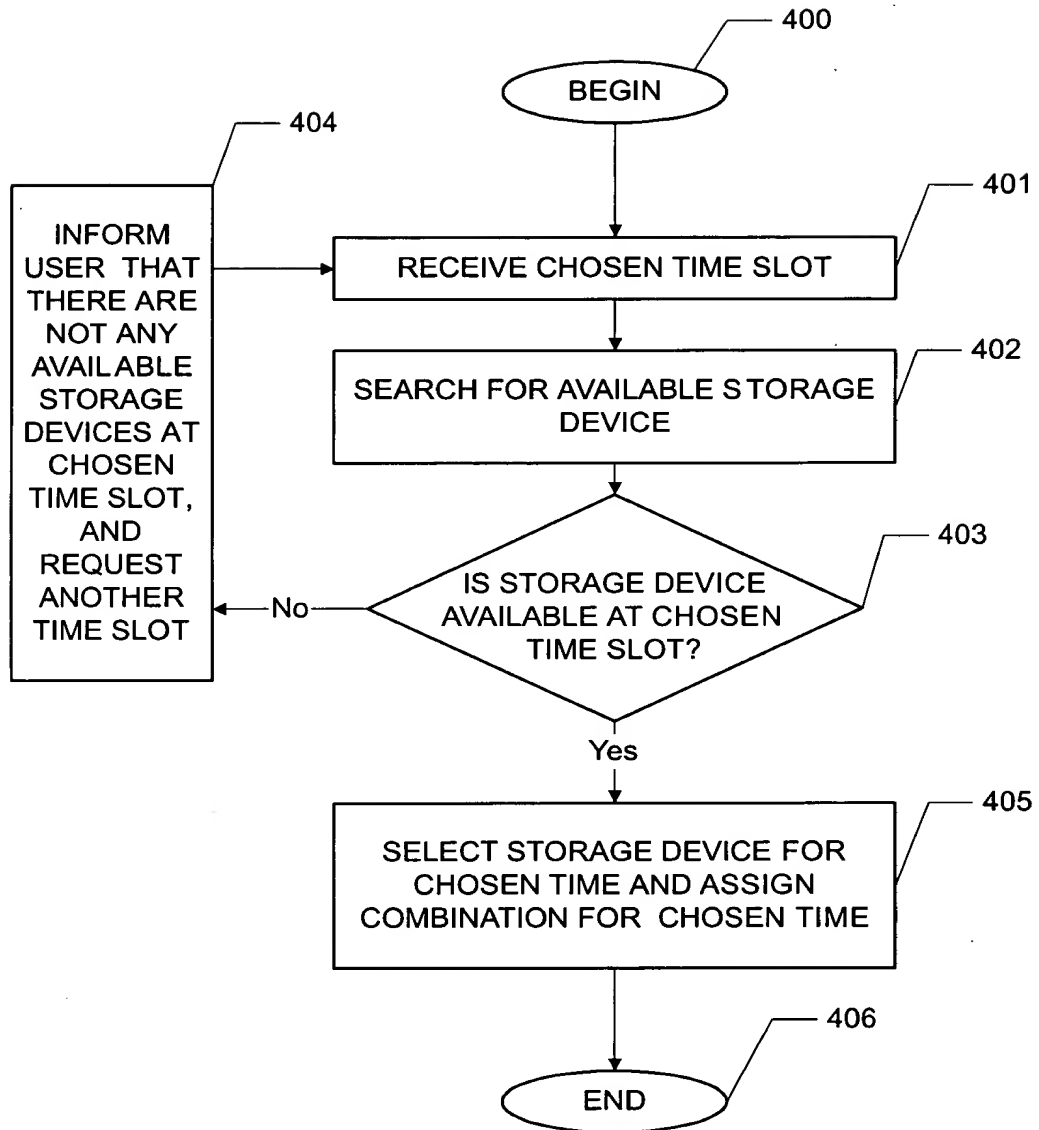 400
BEGIN
404
401
INFORM
USER THAT
THERE ARE
NOT ANY
AVAILABLE
STORAGE
DEVICES AT
CHOSEN
TIME SLOT,
AND
REQUEST
ANOTHER
TIME SLOT
RECEIVE CHOSEN TIME SLOT
402
SEARCH FOR AVAILABLE STORAGE
DEVICE
403
IS STORAGE DEVICE
AVAILABLE AT CHOSEN
TIME SLOT?
No
Yes
405
SELECT STORAGE DEVICE FOR
CHOSEN TIME AND ASSIGN
COMBINATION FOR CHOSEN TIME
406
END